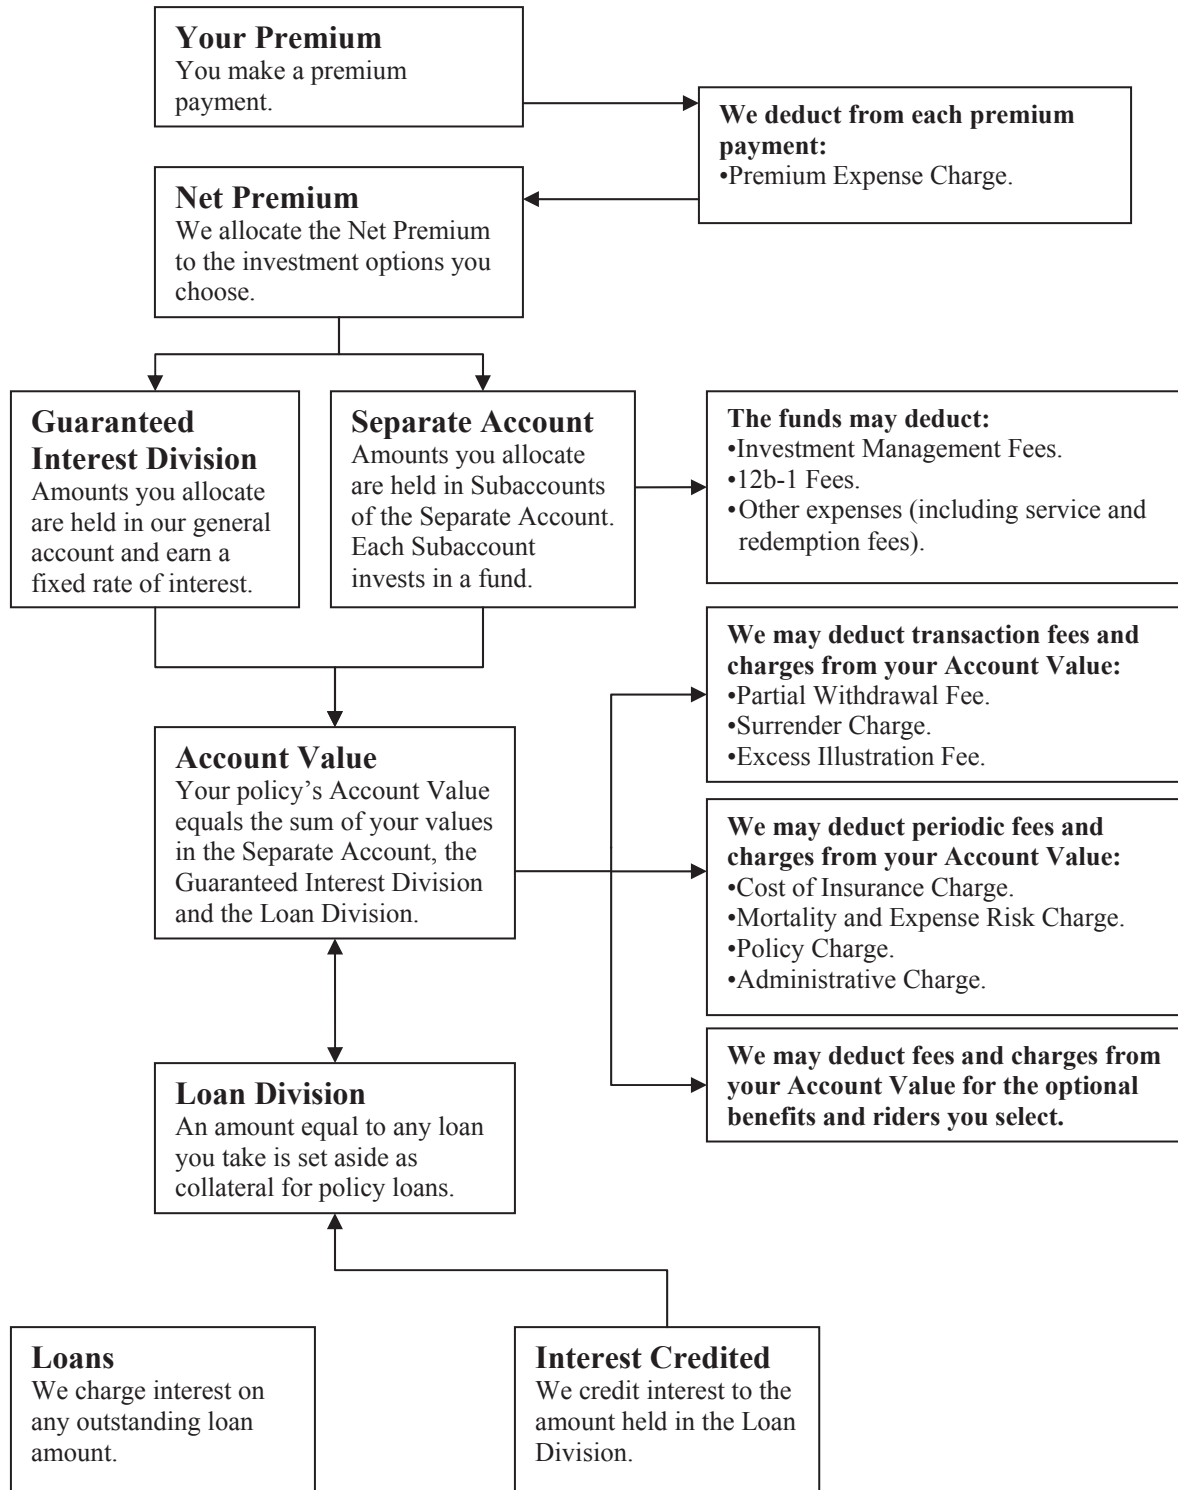 Your Premium
You make a premium
payment.
We deduct from each premium
payment:
•Premium Expense Charge.
Net Premium
We allocate the Net Premium
to the investment options you
choose.
Guaranteed
Interest Division
Amounts you allocate
are held in our general
account and earn a
fixed rate of interest.
Separate Account
Amounts you allocate
are held in Subaccounts
of the Separate Account.
Each Subaccount
invests in a fund.
The funds may deduct:
•Investment Management Fees.
•12b-1 Fees.
•Other expenses (including service and
redemption fees).
We may deduct transaction fees and
charges from your Account Value:
•Partial Withdrawal Fee.
•Surrender Charge.
•Excess Illustration Fee.
Account Value
Your policy’s Account Value
equals the sum of your values
in the Separate Account, the
Guaranteed Interest Division
and the Loan Division.
We may deduct periodic fees and
charges from your Account Value:
•Cost of Insurance Charge.
•Mortality and Expense Risk Charge.
•Policy Charge.
•Administrative Charge.
We may deduct fees and charges from
your Account Value for the optional
benefits and riders you select.
Loan Division
An amount equal to any loan
you take is set aside as
collateral for policy loans.
Loans
We charge interest on
any outstanding loan
amount.
Interest Credited
We credit interest to the
amount held in the Loan
Division.